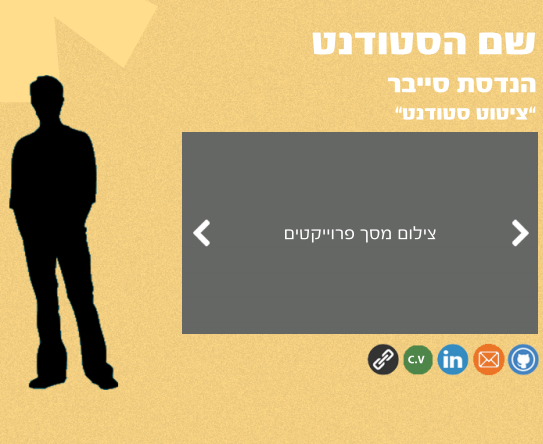 שם הסטודנט
הנדסת סייבר
"ציטוט סטודנט"
צילום מסך פרוייקטים
C.V
in